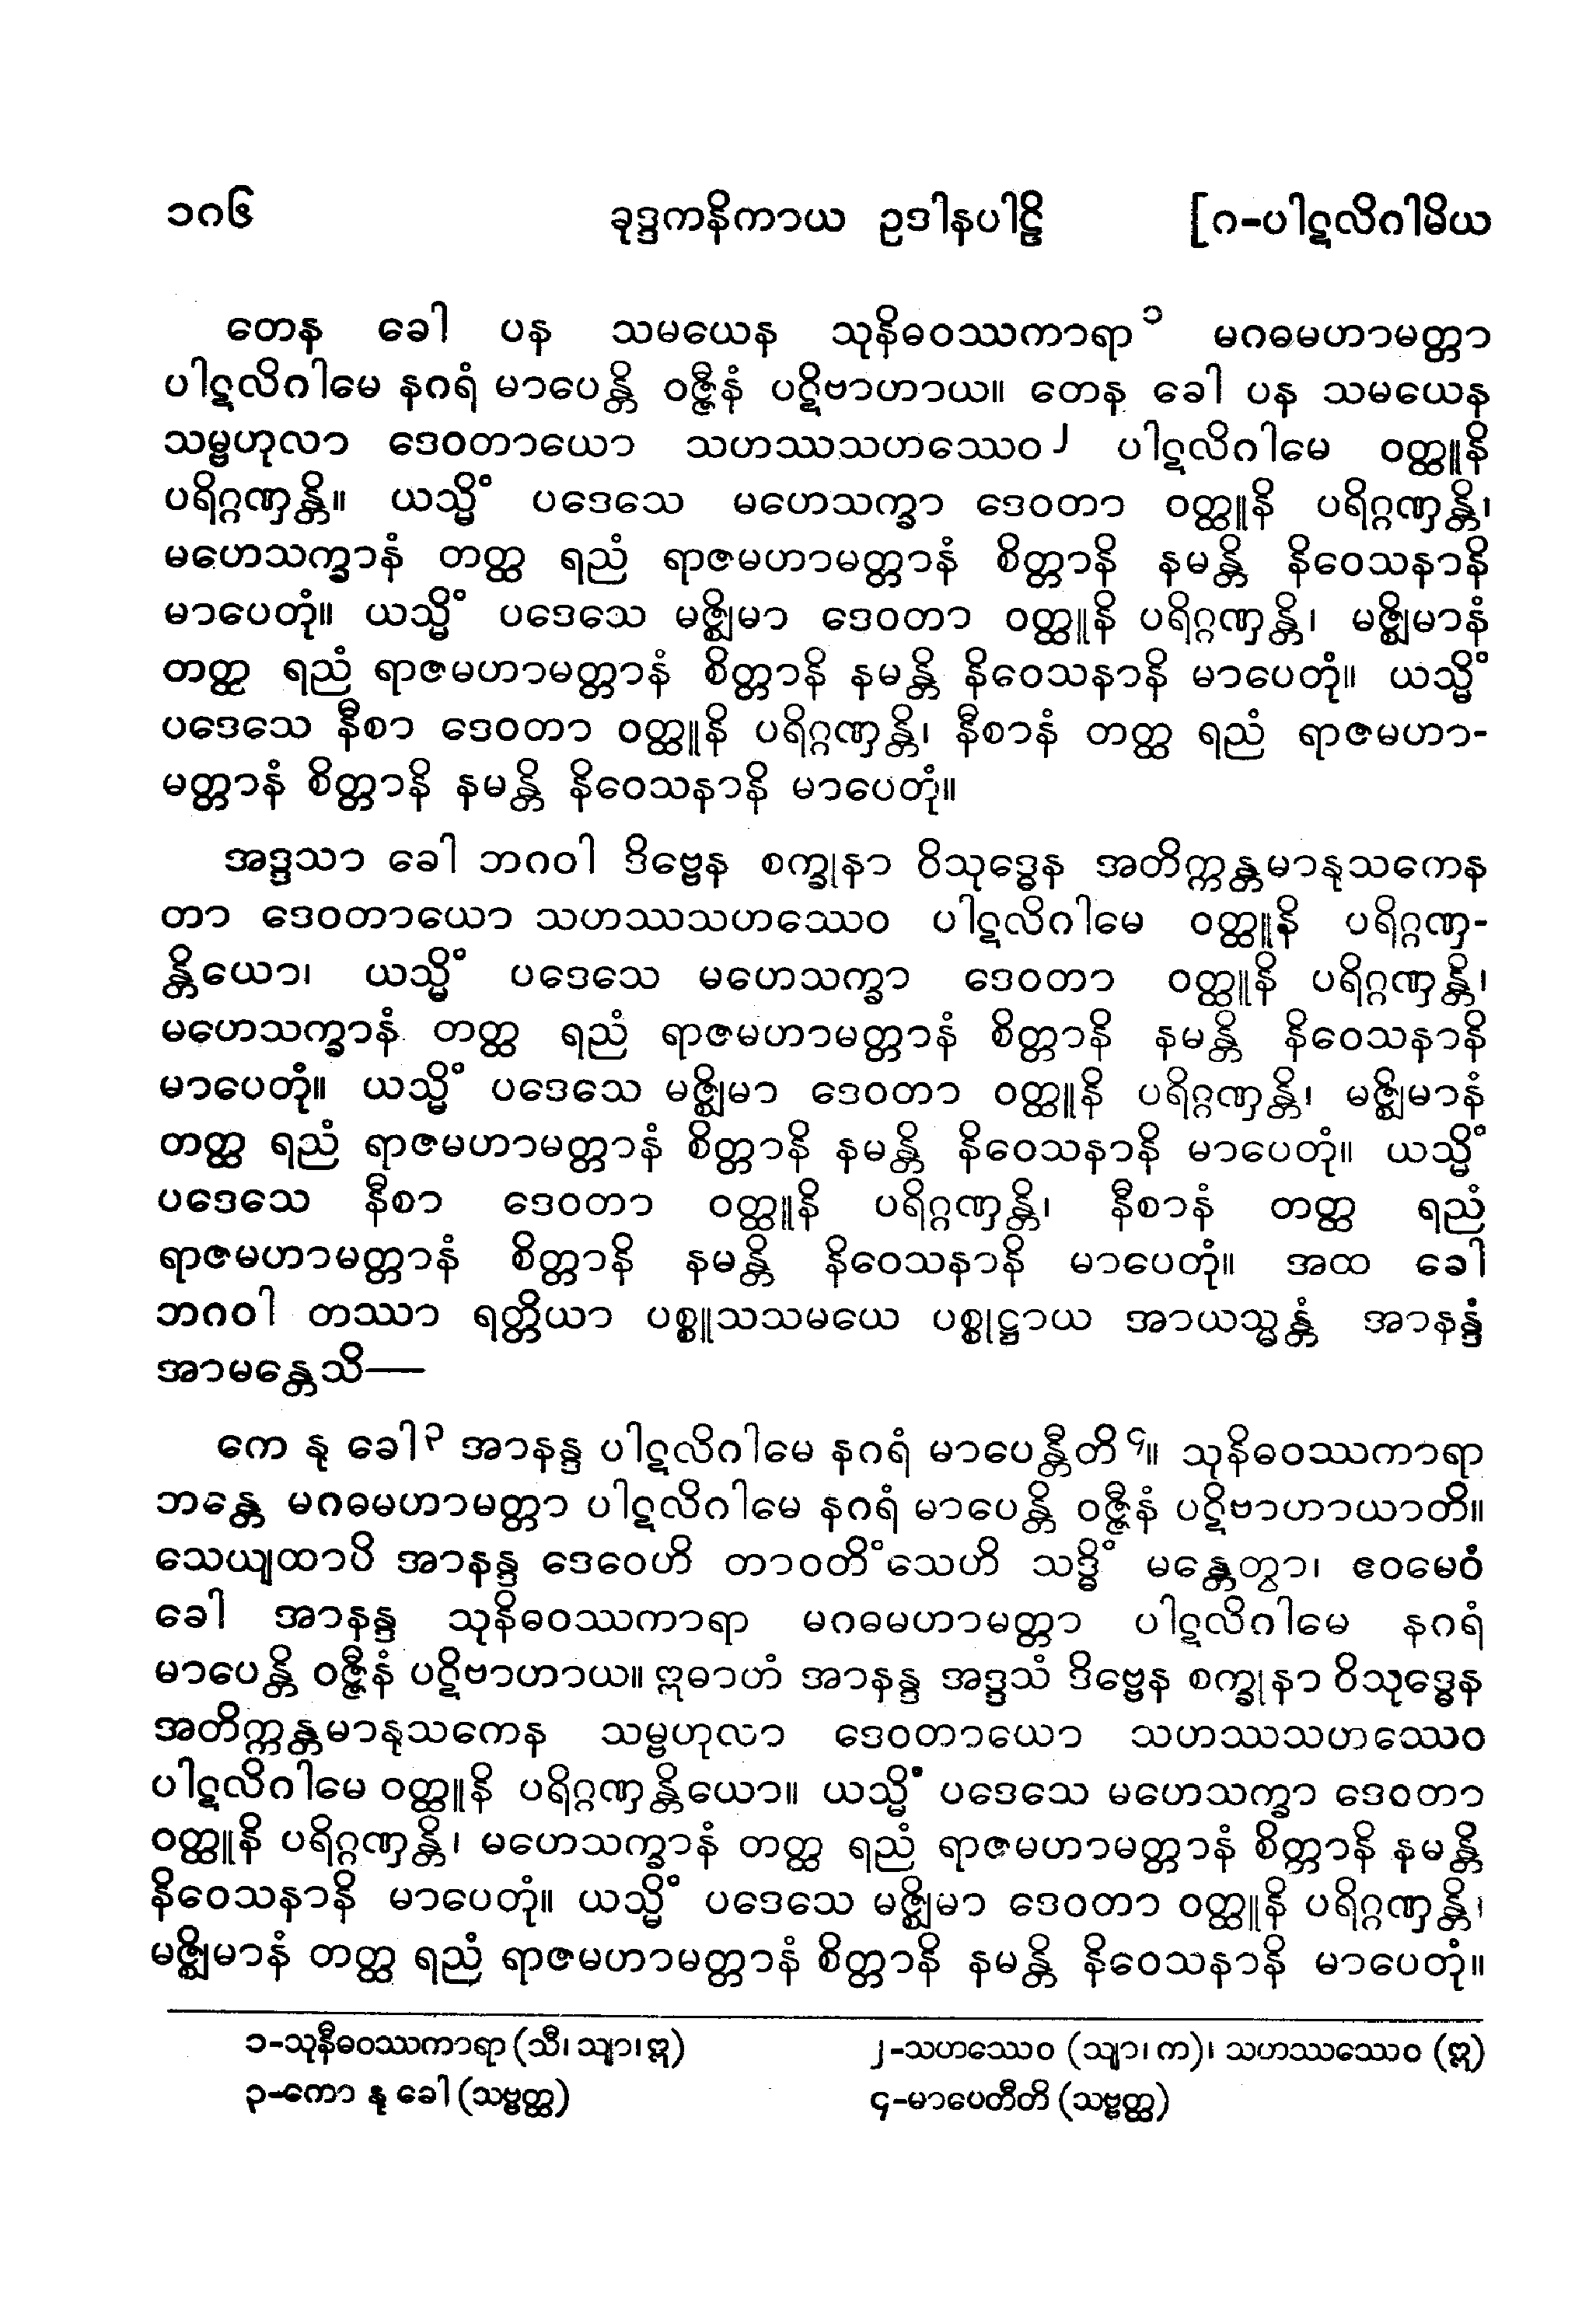 ၁၈၆ ခုဒ္ဒကနိကာယ ဥဒါနပါဠိ [၈-ပါဋလိဂါမိယ
တေန ခေါ ပန သမယေန သုနိဓဝဿကာရာ ၁ မဂဓမဟာမတ္တာ
ပါဋလိဂါမေ နဂရံ မာပေန္တိ ဝဇ္ဇီနံ ပဋိဗာဟာယ။ တေန ခေါ ပန သမယေန
သမ္ဗဟုလာ ဒေဝတာယော သဟဿသဟဿေဝ ၂ ပါဋလိဂါမေ ဝတ္ထူနိ
ပရိဂ္ဂဏှန္တိ။ ယသ္မိံ ပဒေသေ မဟေသက္ခာ ဒေဝတာ ဝတ္ထူနိ ပရိဂ္ဂဏှန္တိ၊
မဟေသက္ခာနံ တတ္ထ ရညံ ရာဇမဟာမတ္တာနံ စိတ္တာနိ နမန္တိ နိဝေသနာနိ
မာပေတုံ။ ယသ္မိံ ပဒေသေ မဇ္ဈိမာ ဒေဝတာ ဝတ္ထူနိ ပရိဂ္ဂဏှန္တိ၊ မဇ္ဈိမာနံ
တတ္ထ ရညံ ရာဇမဟာမတ္တာနံ စိတ္တာနိ နမန္တိ နိဝေသနာနိ မာပေတုံ။ ယသ္မိံ
ပဒေသေ နီစာ ဒေဝတာ ဝတ္ထူနိ ပရိဂ္ဂဏှန္တိ၊ နီစာနံ တတ္ထ ရညံ ရာဇမဟာ-
မတ္တာနံ စိတ္တာနိ နမန္တိ နိဝေသနာနိ မာပေတုံ။
အဒ္ဒသာ ခေါ ဘဂဝါ ဒိဗ္ဗေန စက္ခုနာ ဝိသုဒ္ဓေန အတိက္ကန္တမာနုသကေန
တာ ဒေဝတာယော သဟဿသဟဿေဝ ပါဋလိဂါမေ ဝတ္ထူနိ ပရိဂ္ဂဏှ-
န္တိယော၊ ယသ္မိံ ပဒေသေ မဟေသက္ခာ ဒေဝတာ ဝတ္ထူနိ ပရိဂ္ဂဏှန္တိ၊
မဟေသက္ခာနံ တတ္ထ ရညံ ရာဇမဟာမတ္တာနံ စိတ္တာနိ နမန္တိ နိဝေသနာနိ
မာပေတုံ။ ယသ္မိံ ပဒေသေ မဇ္ဈိမာ ဒေဝတာ ဝတ္ထူနိ ပရိဂ္ဂဏှန္တိ၊ မဇ္ဈိမာနံ
တတ္ထ ရညံ ရာဇမဟာမတ္တာနံ စိတ္တာနိ နမန္တိ နိဝေသနာနိ မာပေတုံ။ ယသ္မိံ
ပဒေသေ နီစာ ဒေဝတာ ဝတ္ထူနိ ပရိဂ္ဂဏှန္တိ၊ နီစာနံ တတ္ထ ရညံ
ရာဇမဟာမတ္တာနံ စိတ္တာနိ နမန္တိ နိဝေသနာနိ မာပေတုံ။ အထ ခေါ
ဘဂဝါ တဿာ ရတ္တိယာ ပစ္စူသသမယေ ပစ္စုဋ္ဌာယ အာယသ္မန္တံ အာနန္ဒံ
အာမန္တေသိ—
ကေ နု ခေါ ၃ အာနန္ဒ ပါဋလိဂါမေ နဂရံ မာပေန္တီတိ ၄။ သုနိဓဝဿကာရာ
ဘန္တေ မဂဓမဟာမတ္တာ ပါဋလိဂါမေ နဂရံ မာပေန္တိ ဝဇ္ဇီနံ ပဋိဗာဟာယာတိ။
သေယျထာပိ အာနန္ဒ ဒေဝေဟိ တာဝတိံသေဟိ သဒ္ဓိံ မန္တေတွာ၊ ဧဝမေဝံ
ခေါ အာနန္ဒ သုနိဓဝဿကာရာ မဂဓမဟာမတ္တာ ပါဋလိဂါမေ နဂရံ
မာပေန္တိ ဝဇ္ဇီနံ ပဋိဗာဟာယ။ ဣဓာဟံ အာနန္ဒ အဒ္ဒသံ ဒိဗ္ဗေန စက္ခုနာ ဝိသုဒ္ဓေန
အတိက္ကန္တမာနုသကေန သမ္ဗဟုလာ ဒေဝတာယော သဟဿသဟဿေဝ
ပါဋလိဂါမေ ဝတ္ထူနိ ပရိဂ္ဂဏှန္တိယော။ ယသ္မိံ ပဒေသေ မဟေသက္ခာ ဒေဝတာ
ဝတ္ထူနိ ပရိဂ္ဂဏှန္တိ၊ မဟေသက္ခာနံ တတ္ထ ရညံ ရာဇမဟာမတ္တာနံ စိတ္တာနိ နမန္တိ
နိဝေသနာနိ မာပေတုံ။ ယသ္မိံ ပဒေသေ မဇ္ဈိမာ ဒေဝတာ ဝတ္ထူနိ ပရိဂ္ဂဏှန္တိ၊
မဇ္ဈိမာနံ တတ္ထ ရညံ ရာဇမဟာမတ္တာနံ စိတ္တာနိ နမန္တိ နိဝေသနာနိ မာပေတုံ။
၁-သုနီဓဝဿကာရာ (သီ၊ သျာ၊ ဣ) ၂-သဟဿေဝ (သျာ၊ က)၊ သဟဿဿေဝ (ဣ)
၃-ကော နု ခေါ (သဗ္ဗတ္ထ) ၄-မာပေတီတိ (သဗ္ဗတ္ထ)